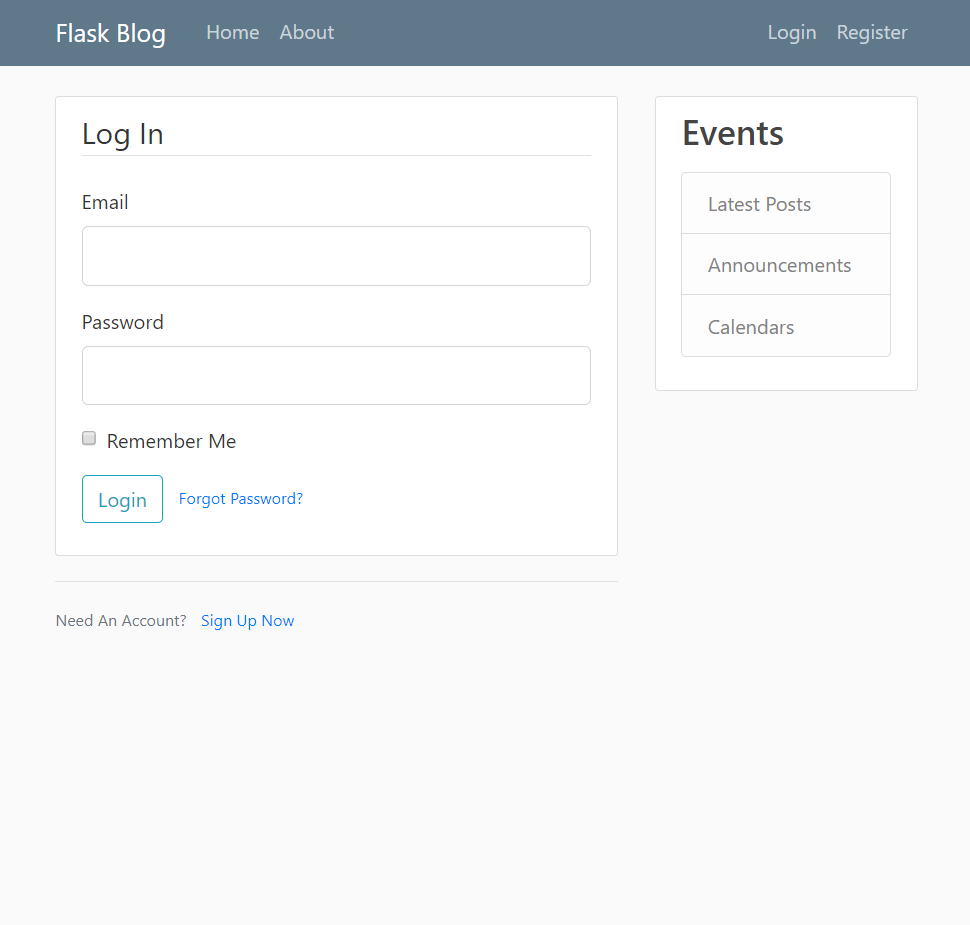 Flask Blog Home About Login Register
Log In
Email
Password
Remember Me
Login Forgot Password?
Need An Account? Sign Up Now
Events
Latest Posts
Announcements
Calendars